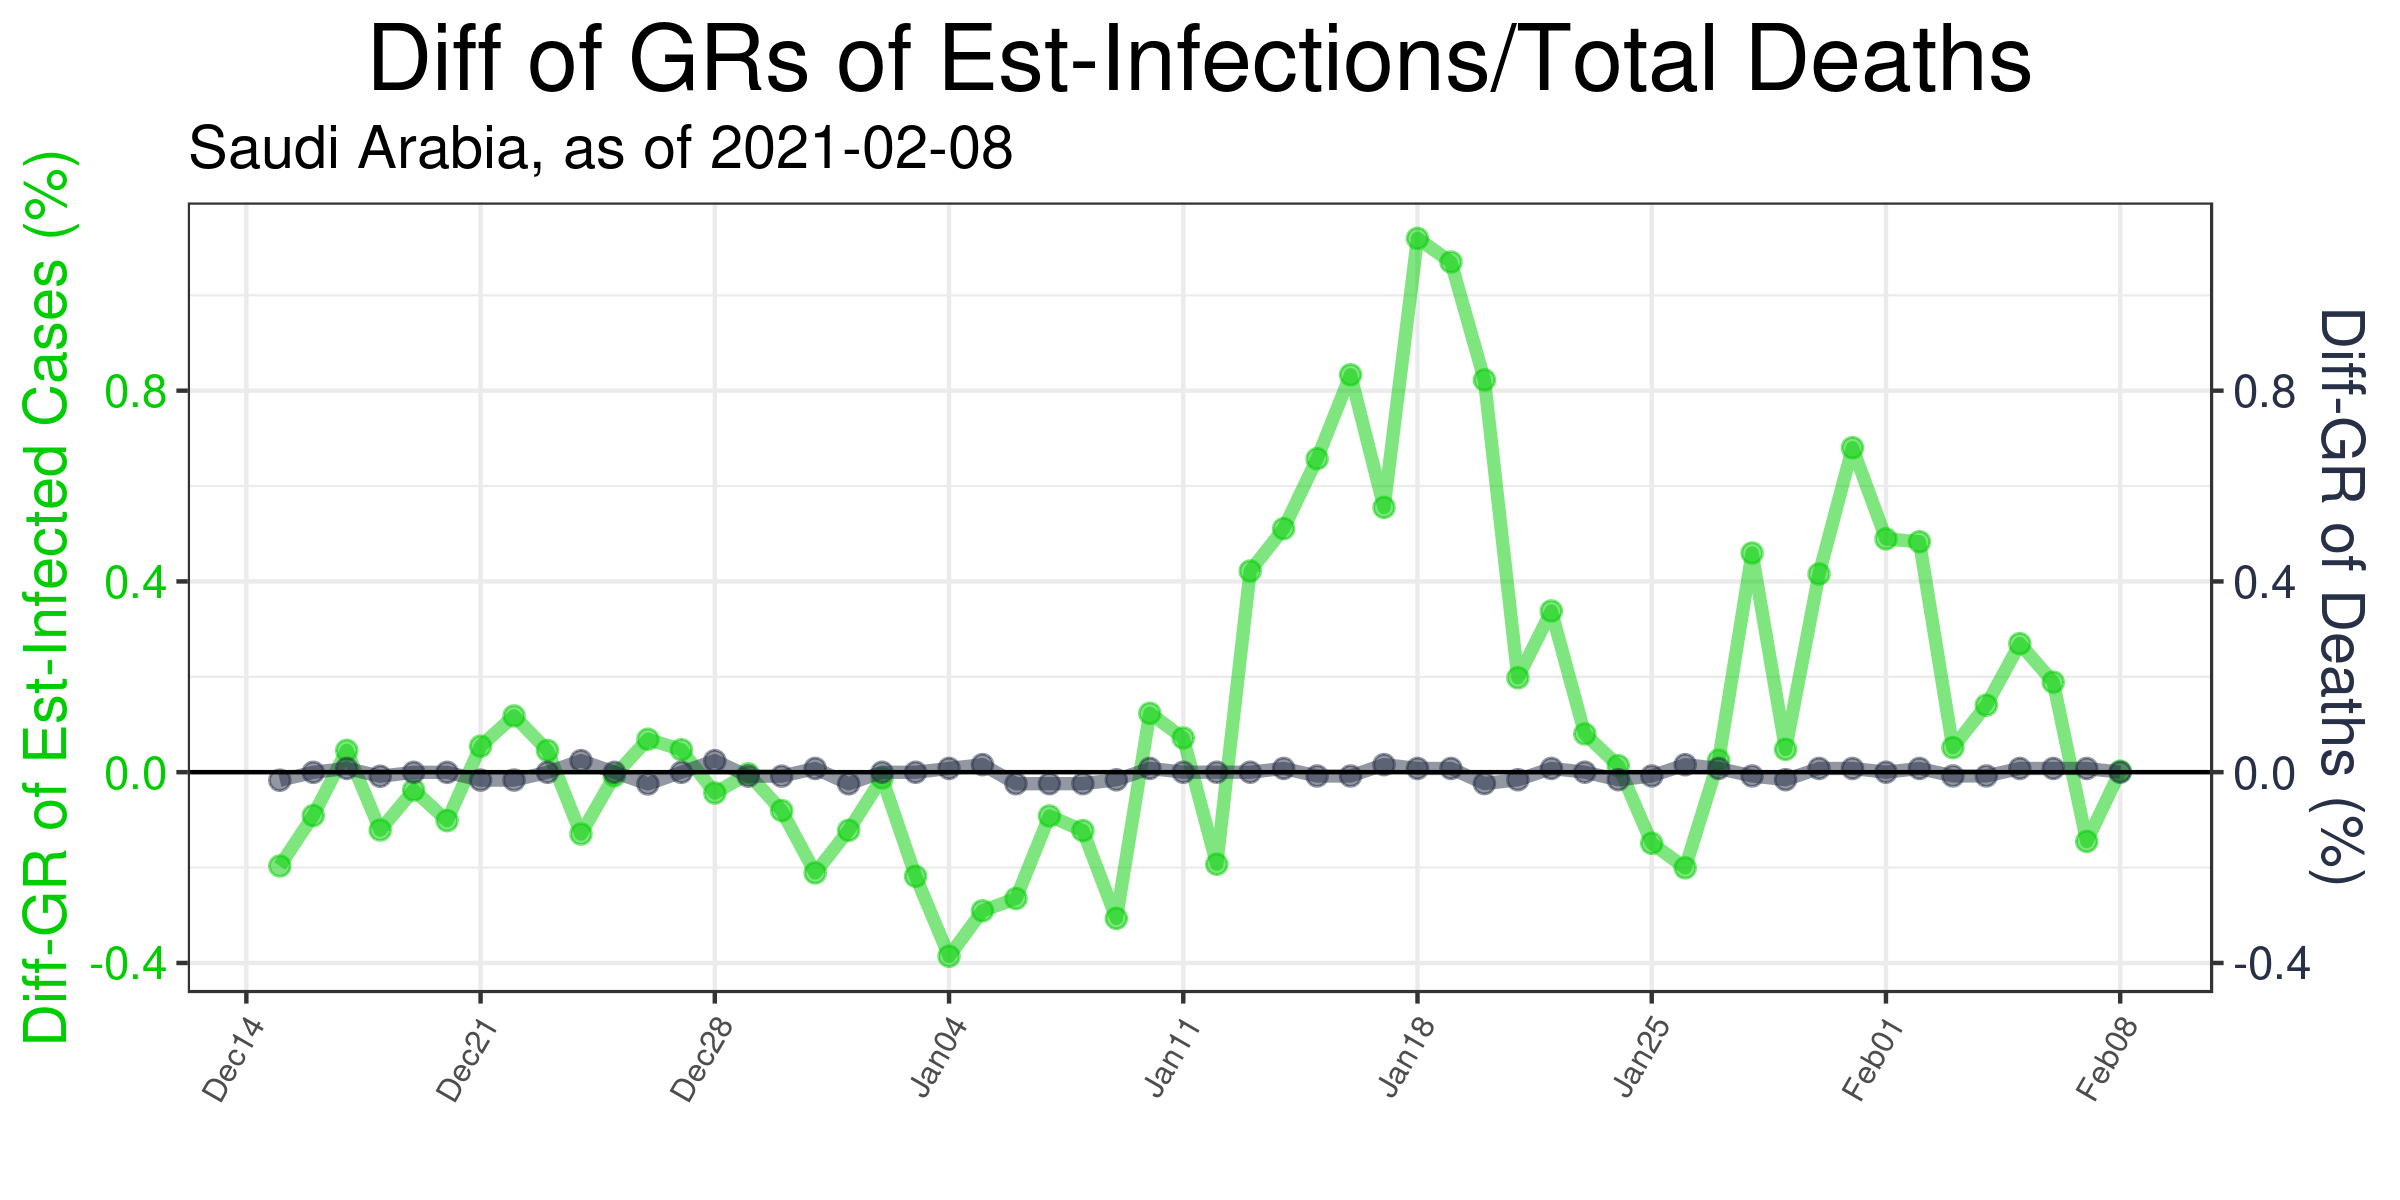 Diff of GRs of Est-Infections/Total Deaths
Saudi Arabia, as of 2021-02-08
Diff-GR of Est-Infected Cases (%)
0.8
0.4
0.0
-0.4
0.8
0.4
0.0
-0.4
Diff-GR of Deaths (%)
Dec14
Dec21
Dec28
Jan04
Jan11
Jan18
Jan25
Feb01
Feb08